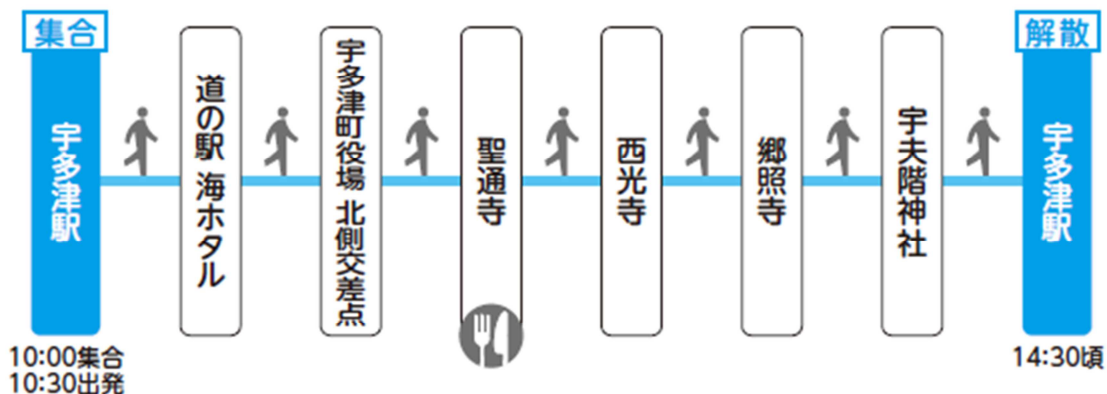 集合
宇多津駅
10:00集合
10:30出発
道の駅 海ホタル
宇多津町役場 北側交差点
聖通寺
西光寺
郷照寺
宇夫階神社
解散
宇多津駅
14:30頃